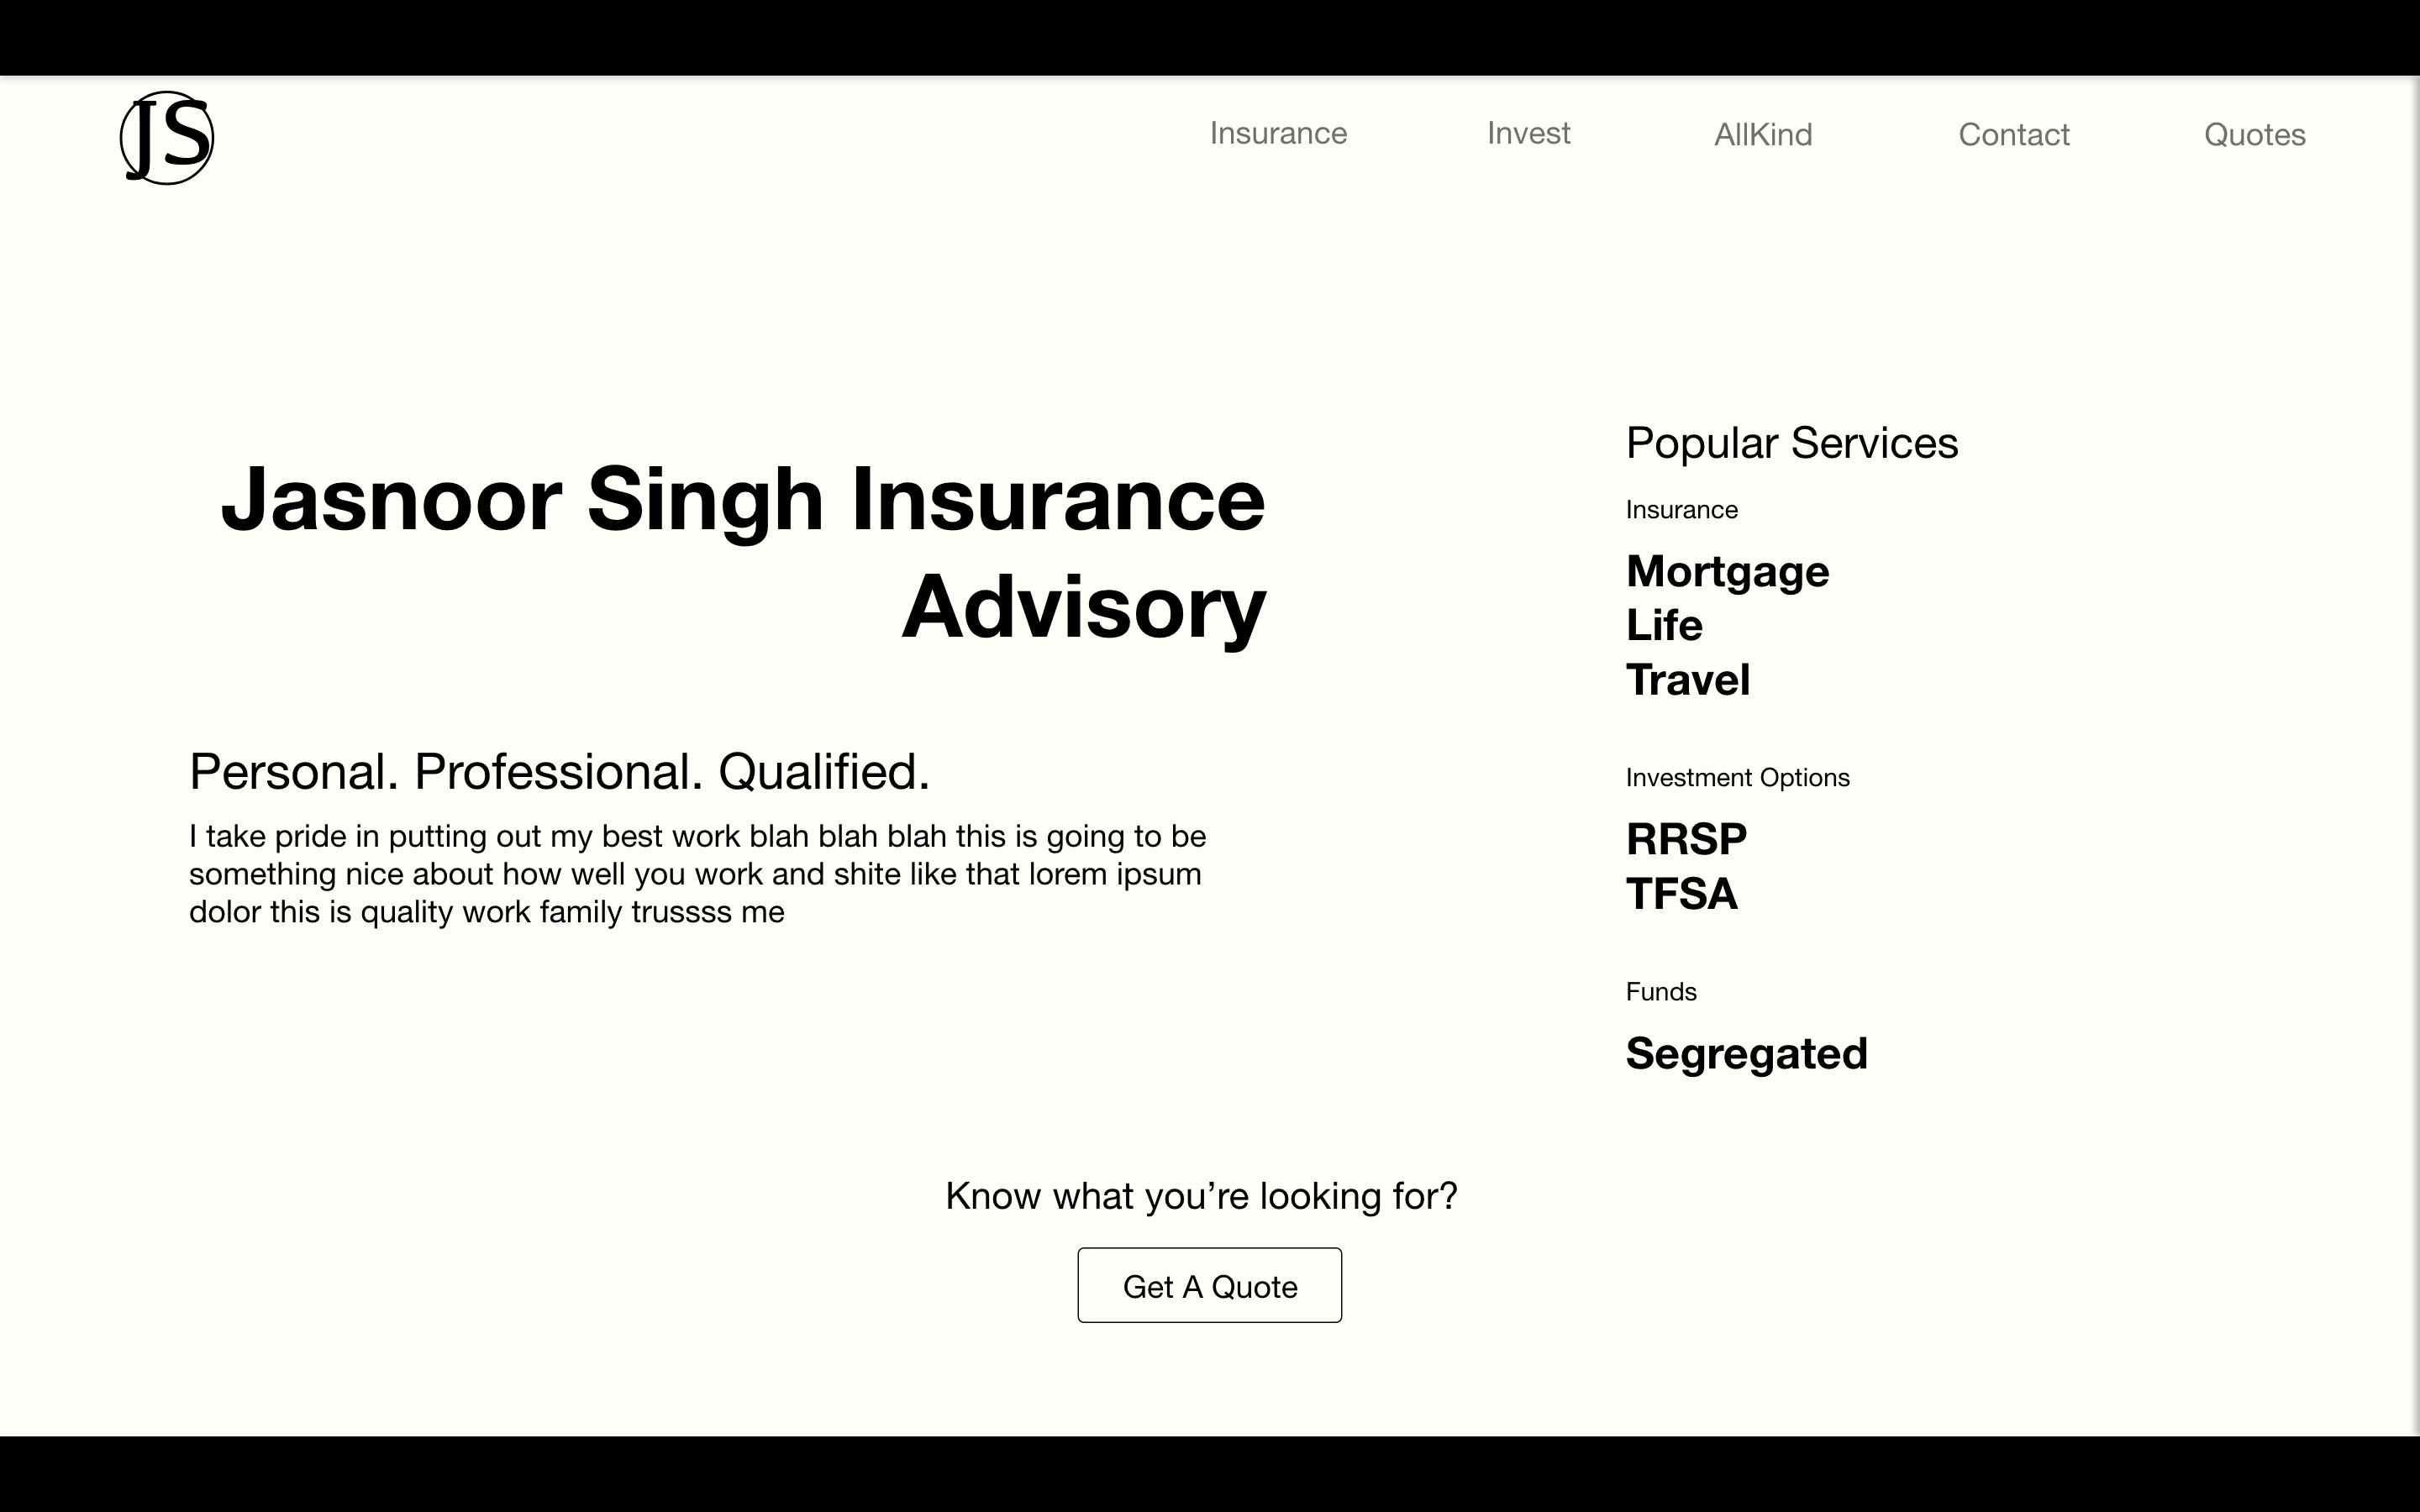 JS
Insurance Invest AllKind Contact Quotes
Jasnoor Singh Insurance
Advisory
Personal. Professional. Qualified.
I take pride in putting out my best work blah blah blah this is going to be
something nice about how well you work and shite like that lorem ipsum
dolor this is quality work family trussss me
Popular Services
Insurance
Mortgage
Life
Travel
Investment Options
RRSP
TFSA
Funds
Segregated
Know what you’re looking for?
Get A Quote